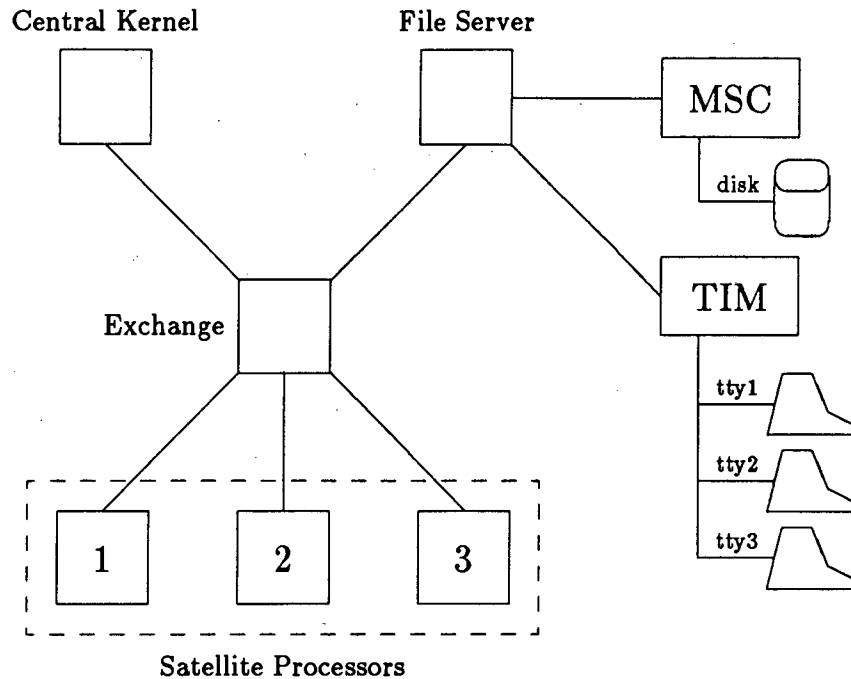 Central Kernel
File Server
MSC
disk
Exchange
TIM
tty1
tty2
tty3
1
2
3
Satellite Processors